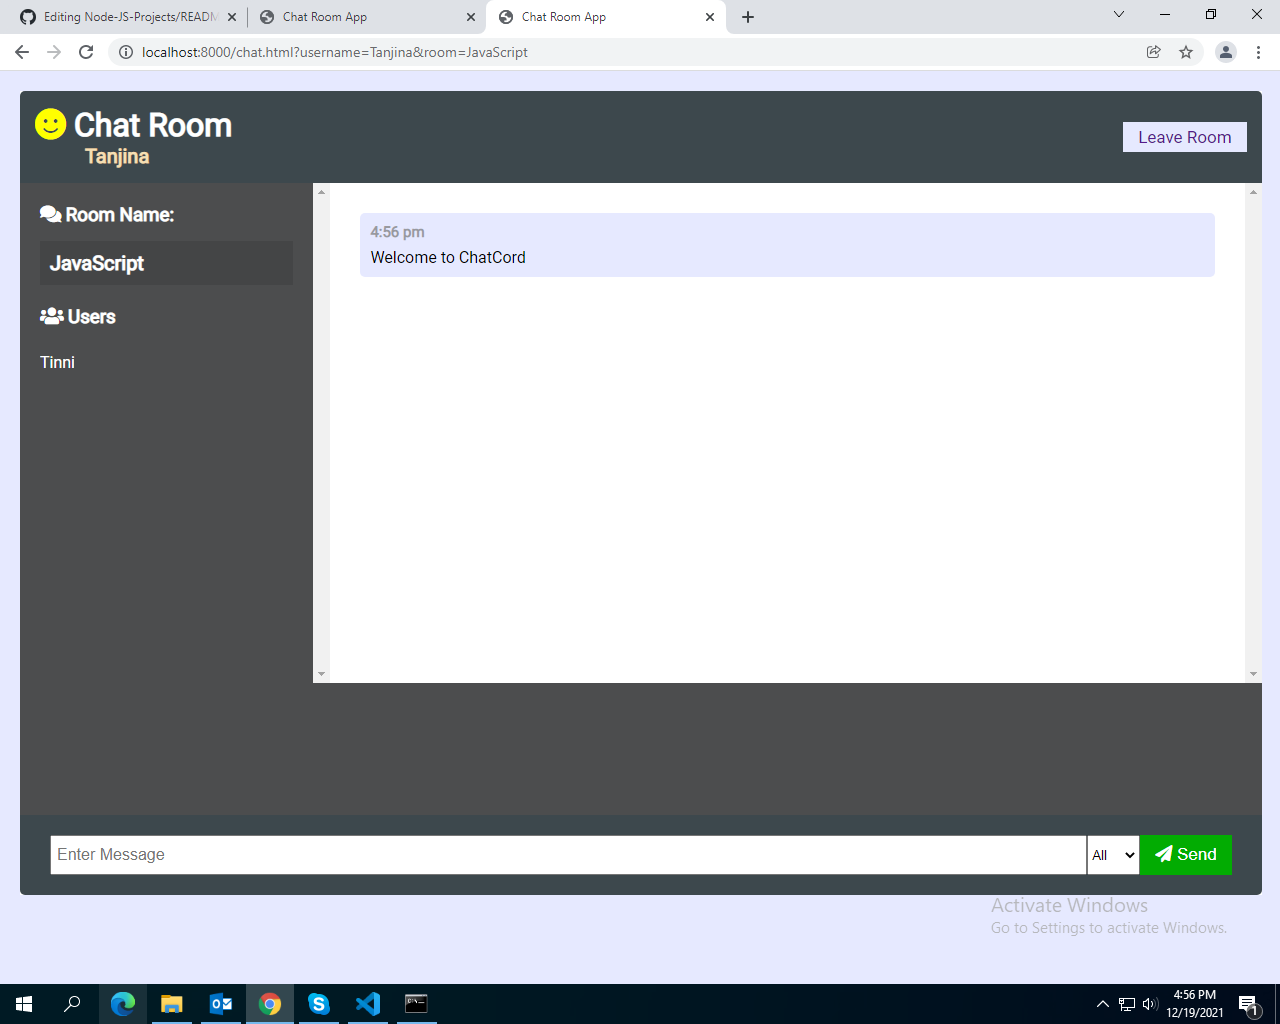 Editing Node-JS-Projects/READM
Chat Room App
Chat Room App
localhost:8000/chat.html?username=Tanjina&room=JavaScript
Chat Room
Tanjina
Leave Room
Room Name:
JavaScript
Users
Tinni
4:56 pm
Welcome to ChatCord
Enter Message
All
Send
Activate Windows
Go to Settings to activate Windows.
4:56 PM
12/19/2021
1